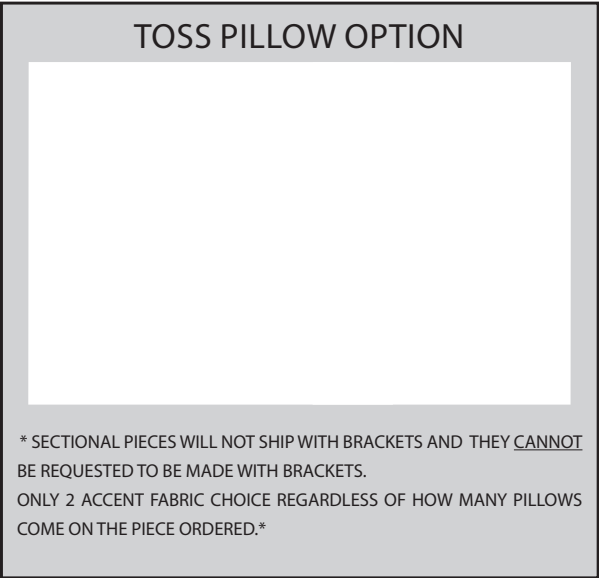 TOSS PILLOW OPTION
* SECTIONAL PIECES WILL NOT SHIP WITH BRACKETS AND THEY CANNOT
BE REQUESTED TO BE MADE WITH BRACKETS.
ONLY 2 ACCENT FABRIC CHOICE REGARDLESS OF HOW MANY PILLOWS
COME ON THE PIECE ORDERED.*